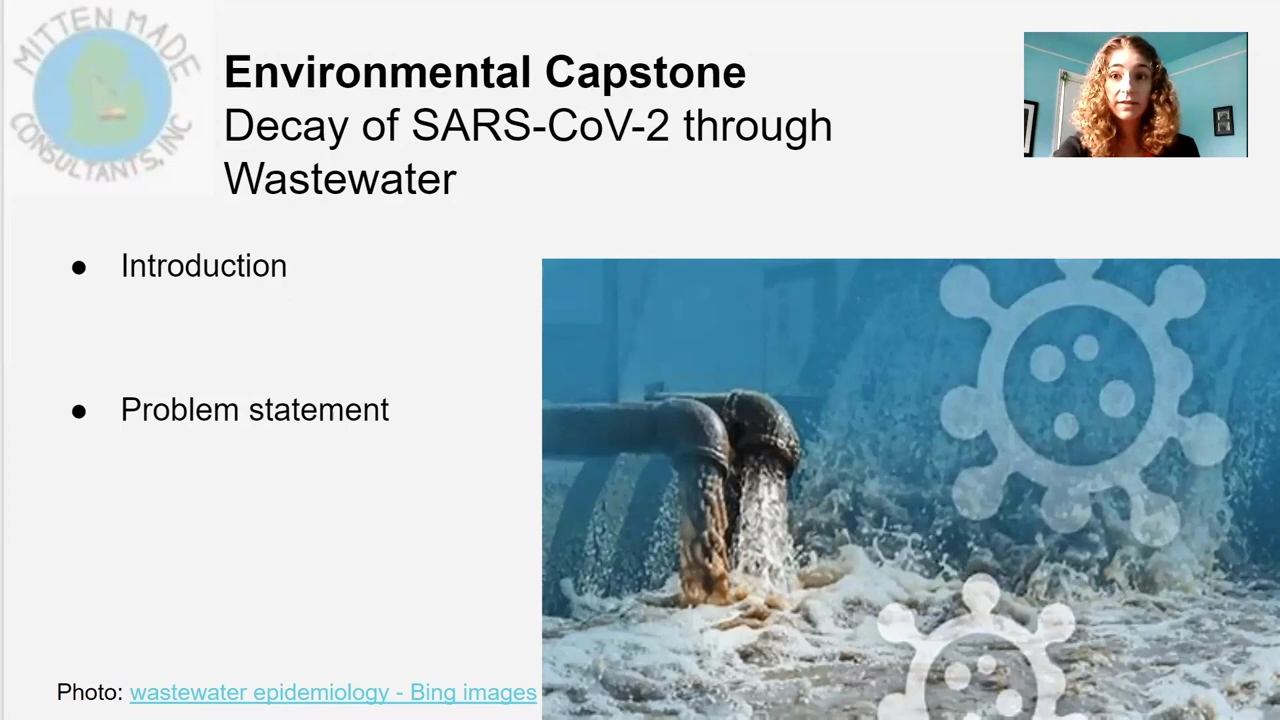 MITTEN MADE
CONSULTANTS, INC
Environmental Capstone
Decay of SARS-CoV-2 through
Wastewater
● Introduction
● Problem statement
Photo: wastewater epidemiology - Bing images